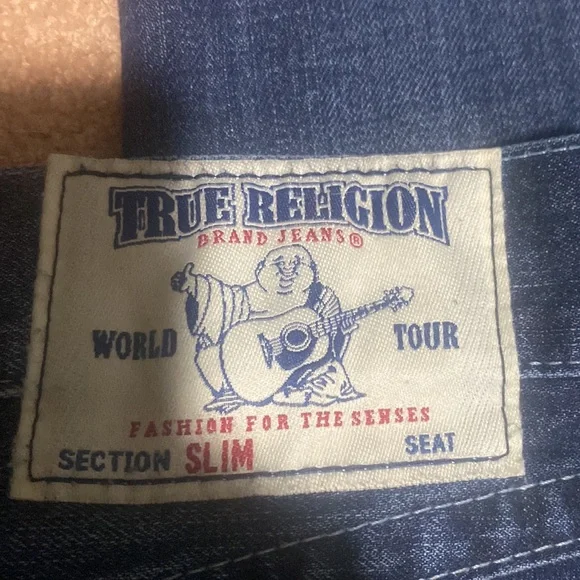 TRUE RELIGION
BRAND JEANS®
WORLD TOUR
FASHION FOR THE SENSES
SECTION SLIM SEAT